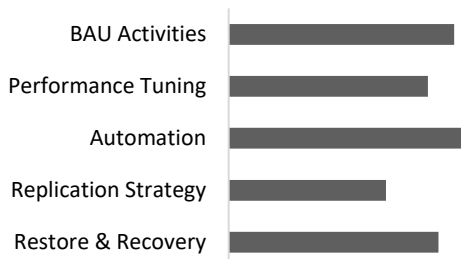 BAU Activities
Performance Tuning
Automation
Replication Strategy
Restore & Recovery